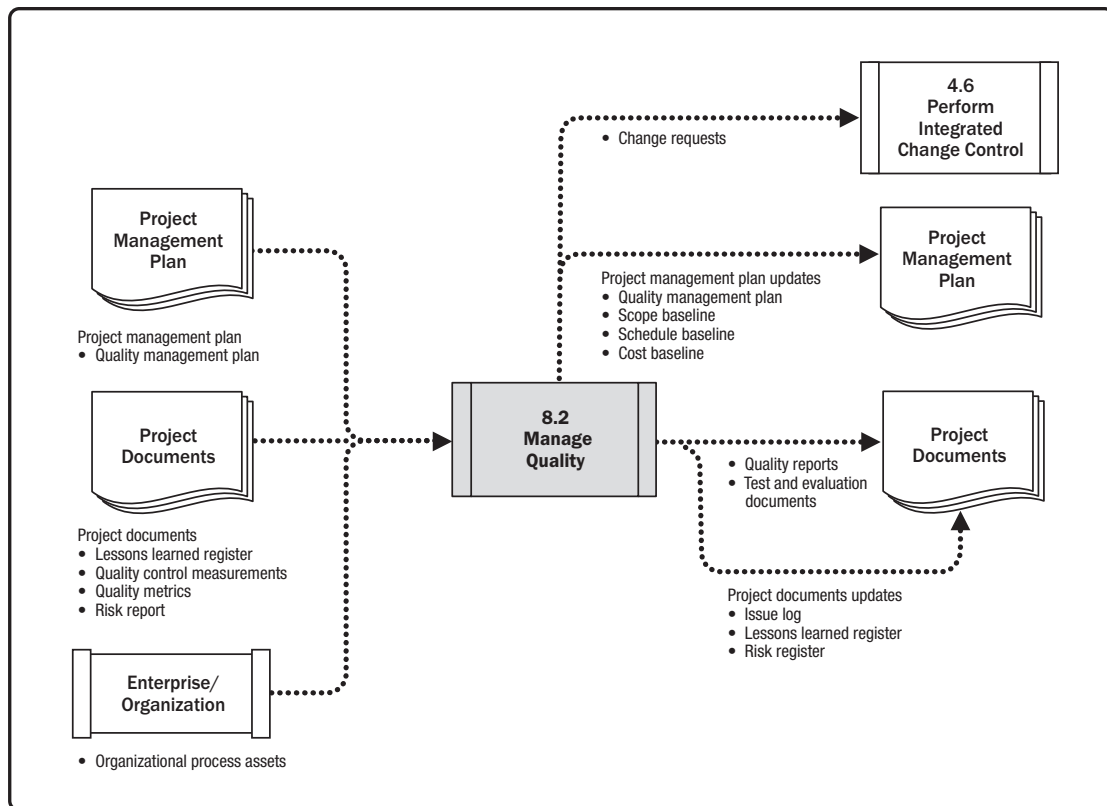 4.6
Perform
Integrated
Change Control
• Change requests
Project
Management
Plan
Project
Management
Plan
Project management plan updates
• Quality management plan
• Scope baseline
• Schedule baseline
• Cost baseline
Project management plan
• Quality management plan
8.2
Manage
Quality
Project
Documents
Project
Documents
• Quality reports
• Test and evaluation
documents
Project documents
• Lessons learned register
• Quality control measurements
• Quality metrics
• Risk report
Project documents updates
• Issue log
• Lessons learned register
• Risk register
Enterprise/
Organization
• Organizational process assets